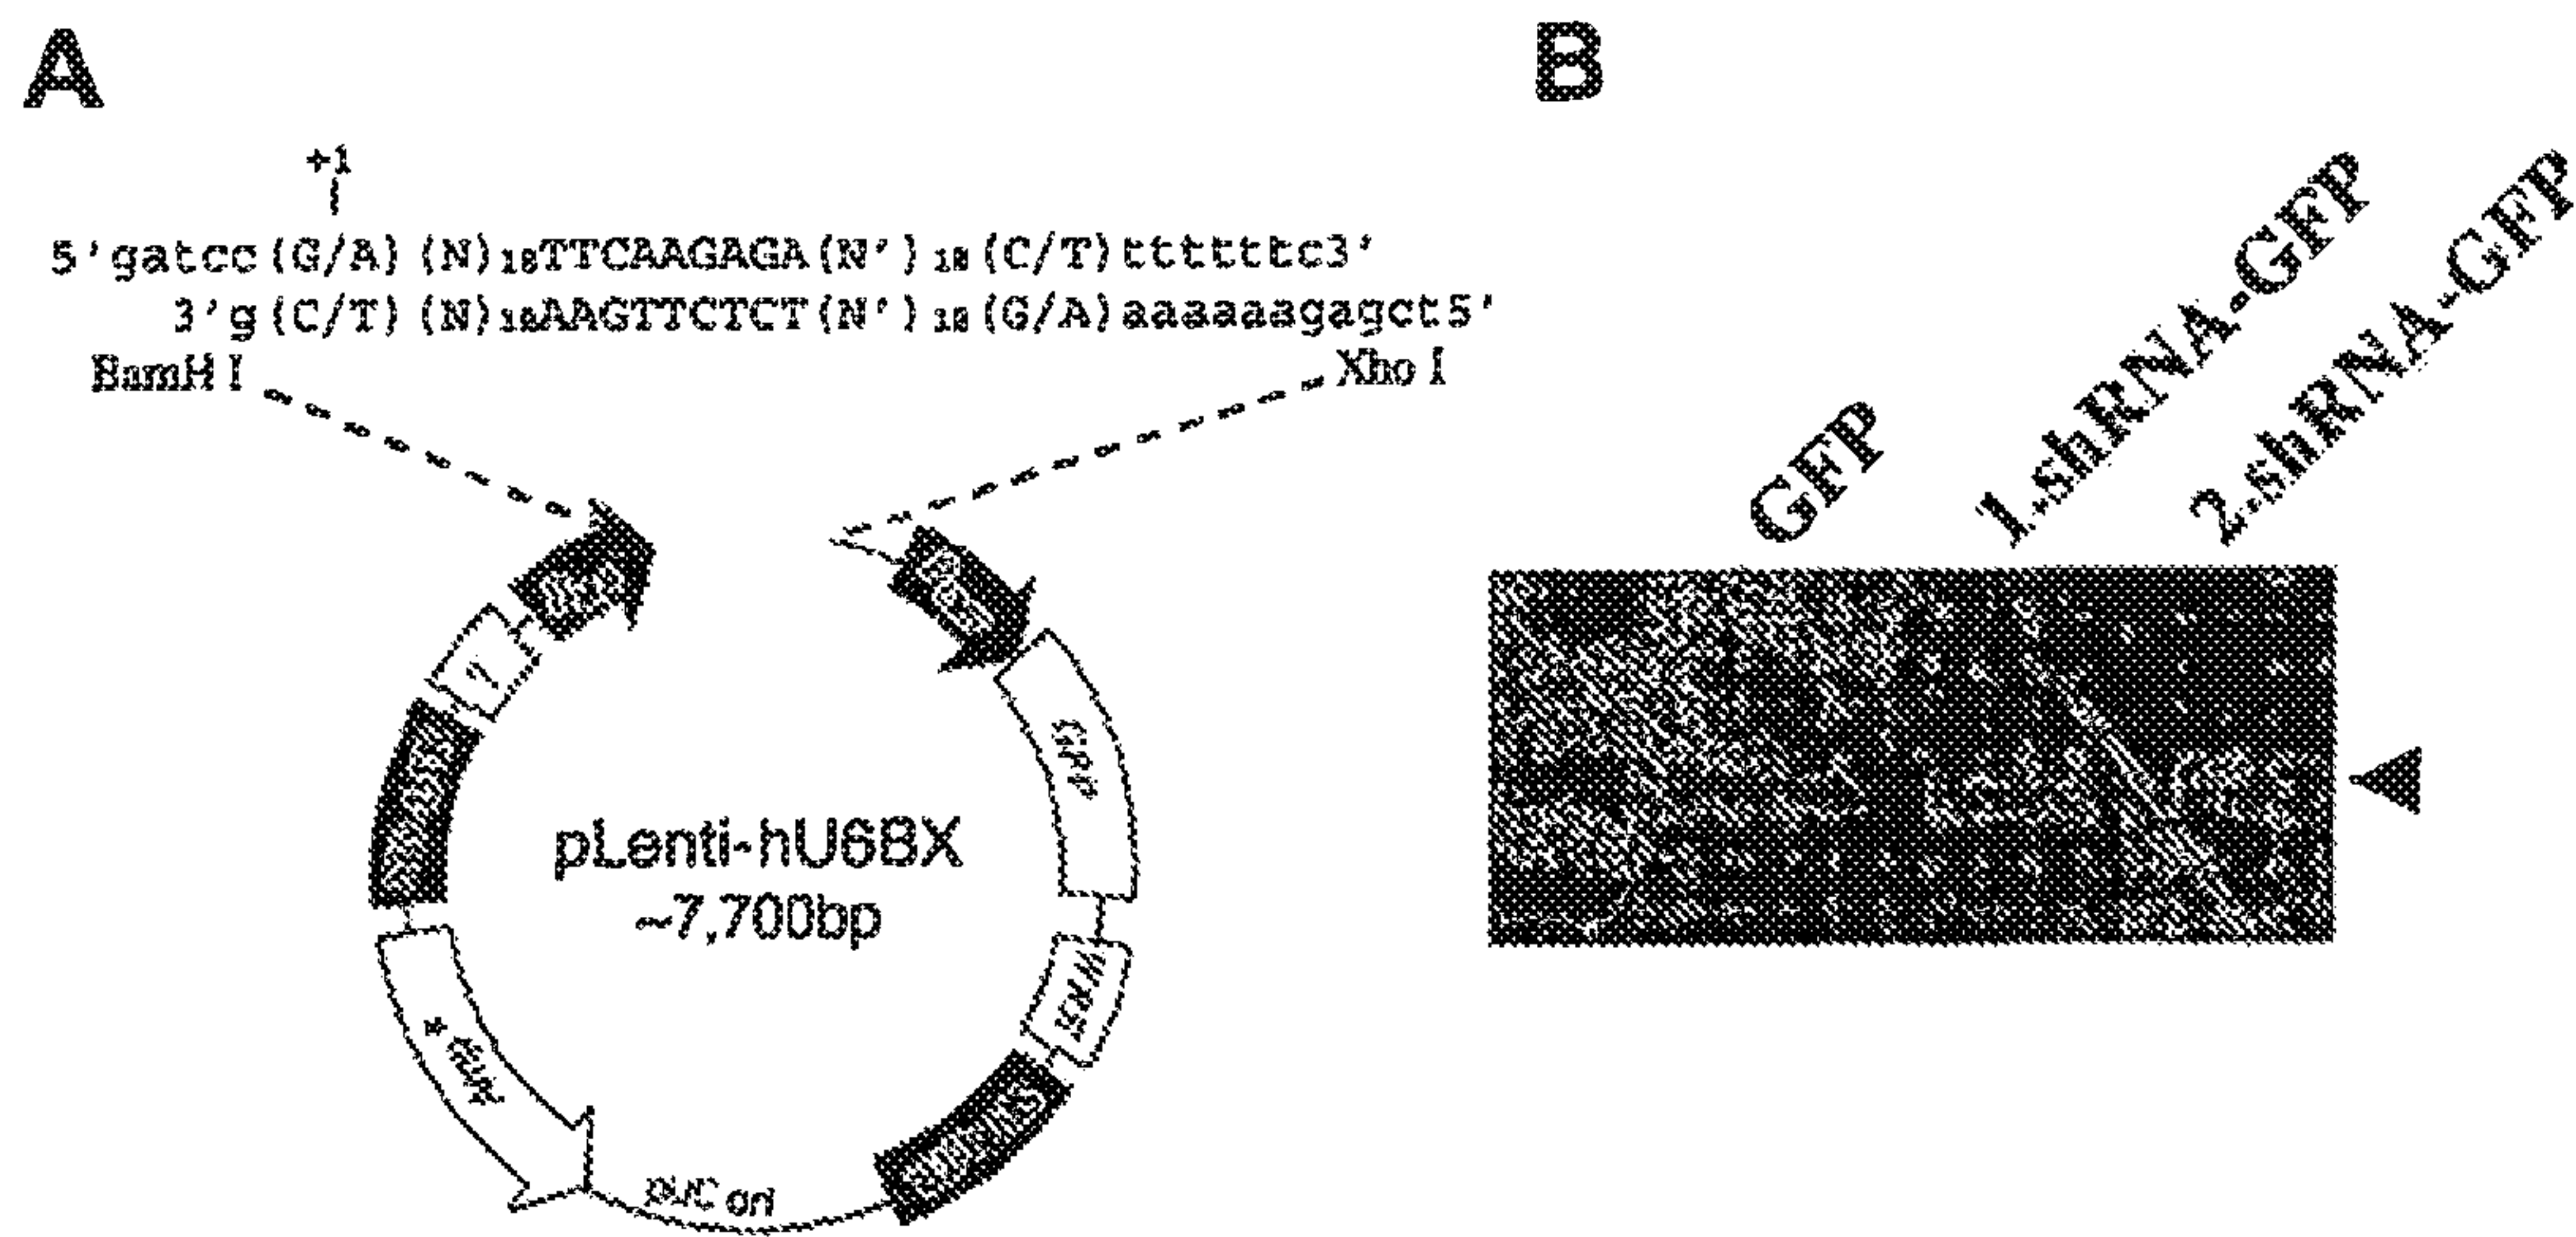 A
B
+1
5'gatcc(G/A)(N)₁₈TTCAAGAGA(N')₁₈(C/T)ttttttc3'
3'g(C/T)(N)₁₈AAGTTCTCT(N')₁₈(G/A)aaaaaagagct5'
BamH I
Xho I
GFP
1.shRNA-GFP
2.shRNA-GFP
GFP
pLenti-hU6BX
~7,700bp
pUC ori